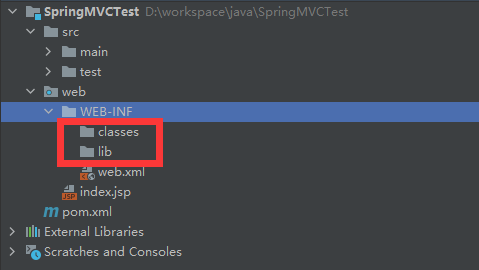 SpringMVCTest D:\workspace\java\SpringMVCTest
src
main
test
web
WEB-INF
classes
lib
web.xml
JSP index.jsp
m pom.xml
External Libraries
Scratches and Consoles